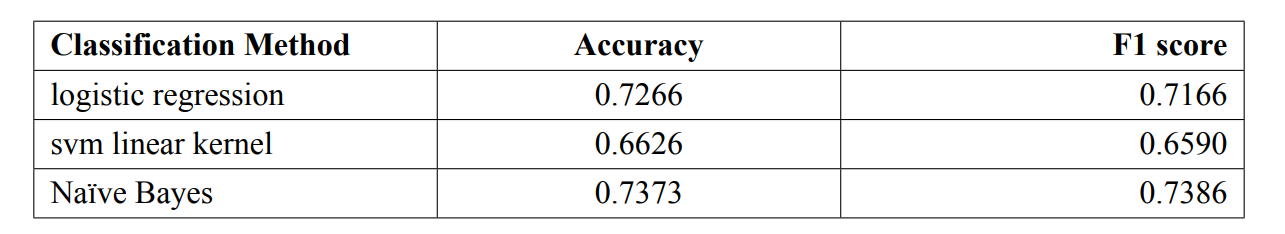 Classification Method Accuracy F1 score
logistic regression 0.7266 0.7166
svm linear kernel 0.6626 0.6590
Naïve Bayes 0.7373 0.7386